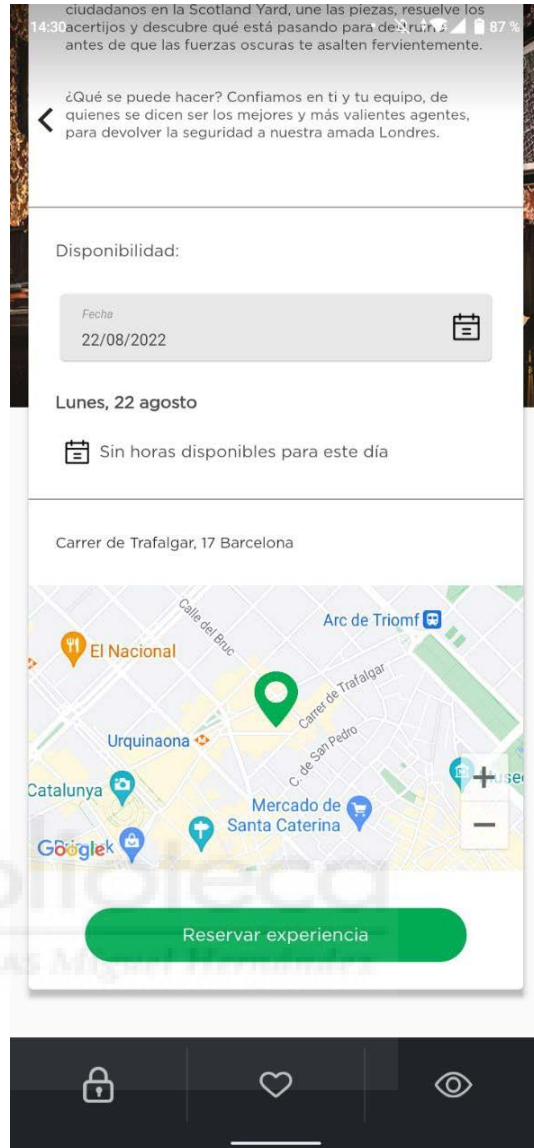 ciudadanos en la Scotland Yard, une las piezas, resuelve los
14:30
acertijos y descubre qué está pasando para
87 %
antes de que las fuerzas oscuras te asalten fervientemente.
¿Qué se puede hacer? Confiamos en ti y tu equipo, de
quienes se dicen ser los mejores y más valientes agentes,
para devolver la seguridad a nuestra amada Londres.
Disponibilidad:
Fecha
22/08/2022
Lunes, 22 agosto
Sin horas disponibles para este día
Carrer de Trafalgar, 17 Barcelona
Calle del Bruc
Arc de Triomf
El Nacional
Carrer de Trafalgar
Urquinaona
C. de San Pedro
Catalunya
+
Mercado de
Santa Caterina
−
Google
Reservar experiencia
Miguel Hernández